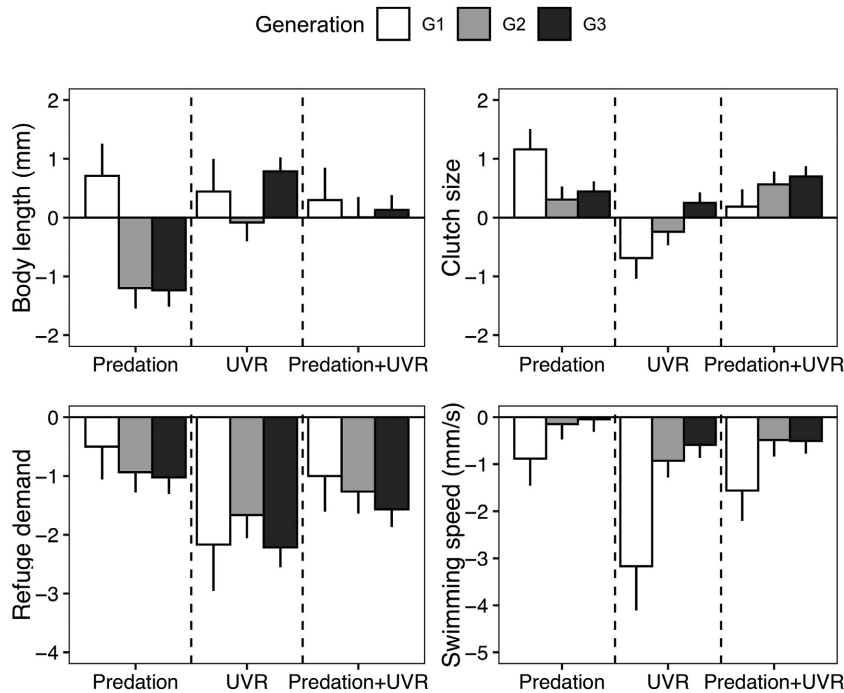 Generation G1 G2 G3
Body length (mm)
2
1
0
−1
−2
Predation UVR Predation+UVR
Clutch size
2
1
0
−1
−2
Predation UVR Predation+UVR
Refuge demand
0
−1
−2
−3
−4
Predation UVR Predation+UVR
Swimming speed (mm/s)
0
−1
−2
−3
−4
−5
Predation UVR Predation+UVR